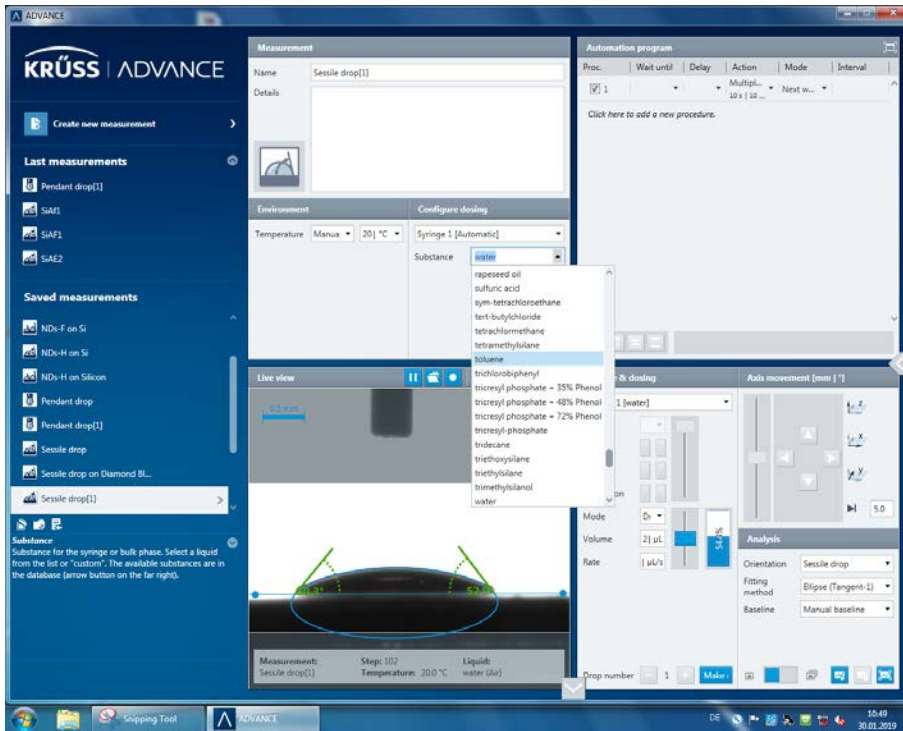 ADVANCE
KRÜSS | ADVANCE
Create new measurement
Last measurements
Pendant drop[1]
SiAf1
SiAF1
SiAE2
Saved measurements
NDs-F on Si
NDs-H on Si
NDs-H on Silicon
Pendant drop
Pendant drop[1]
Sessile drop
Sessile drop on Diamond Bl...
Sessile drop[1]
Substance
Substance for the syringe or bulk phase. Select a liquid
from the list or "custom". The available substances are in
the database (arrow button on the far right).
Measurement
Name Sessile drop[1]
Details
Environment
Temperature Manua 20| °C
Configure dosing
Syringe 1 [Automatic]
Substance water
rapeseed oil
sulfuric acid
sym-tetrachloroethane
tert-butylchloride
tetrachlormethane
tetramethylsilane
toluene
trichlorobiphenyl
tricresyl phosphate + 35% Phenol
tricresyl phosphate + 48% Phenol
tricresyl phosphate + 72% Phenol
tricresyl-phosphate
tridecane
triethoxysilane
triethylsilane
trimethylsilanol
water
Live view
0.5 mm
Measurement: Step: 102 Liquid:
Sessile drop[1] Temperature: 20.0 °C water (Air)
Automation program
Proc. Wait until Delay Action Mode Interval
1 Multipl... Next w...
10 s | 10 ...
Click here to add a new procedure.
& dosing
1 [water]
on
Mode
Volume 2| µL
Rate | µL/s
Drop number 1 Make
Axis movement [mm | °]
z
x
y
5.0
Analysis
Orientation Sessile drop
Fitting
method Ellipse (Tangent-1)
Baseline Manual baseline
Snipping Tool
ADVANCE
DE
16:49
30.01.2019